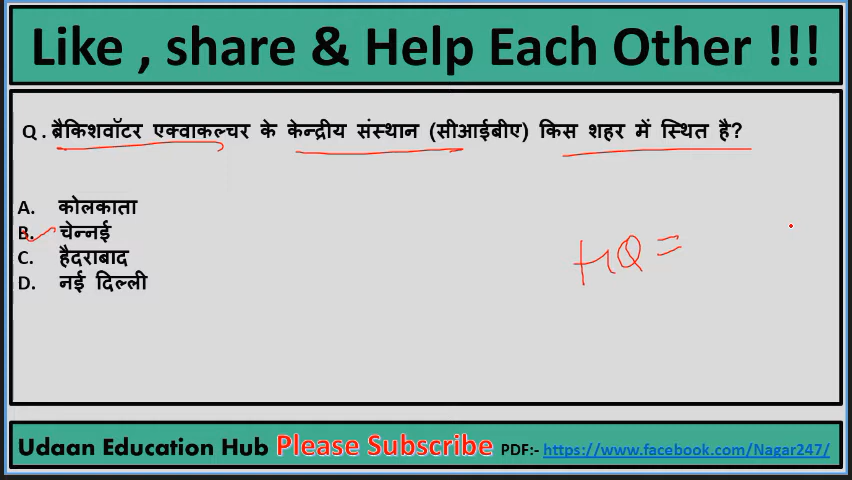 Like , share & Help Each Other !!!
Q . ब्रैकिशवॉटर एक्वाकल्चर के केन्द्रीय संस्थान (सीआईबीए) किस शहर में स्थित है?
A. कोलकाता
B. चेन्नई
HQ =
C. हैदराबाद
D. नई दिल्ली
Udaan Education Hub Please Subscribe PDF:- https://www.facebook.com/Nagar247/